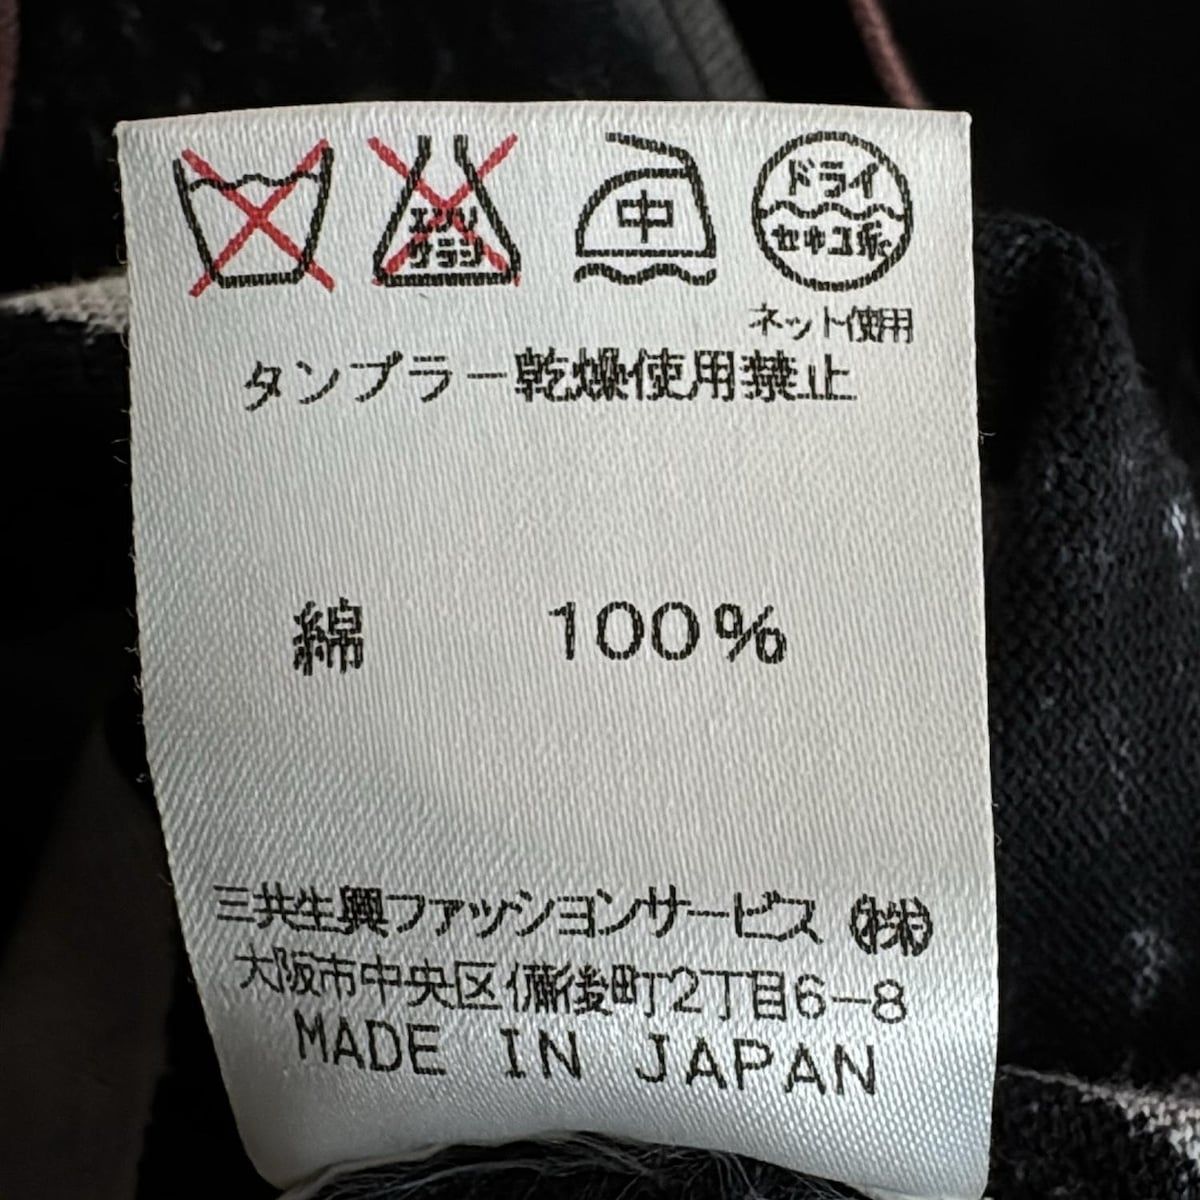 エンソ サラシ
中
ドライ
セキユ系
ネット使用
タンブラー乾燥使用禁止
綿 100%
三共生興ファッションサービス㈱
大阪市中央区備後町2丁目6-8
MADE IN JAPAN